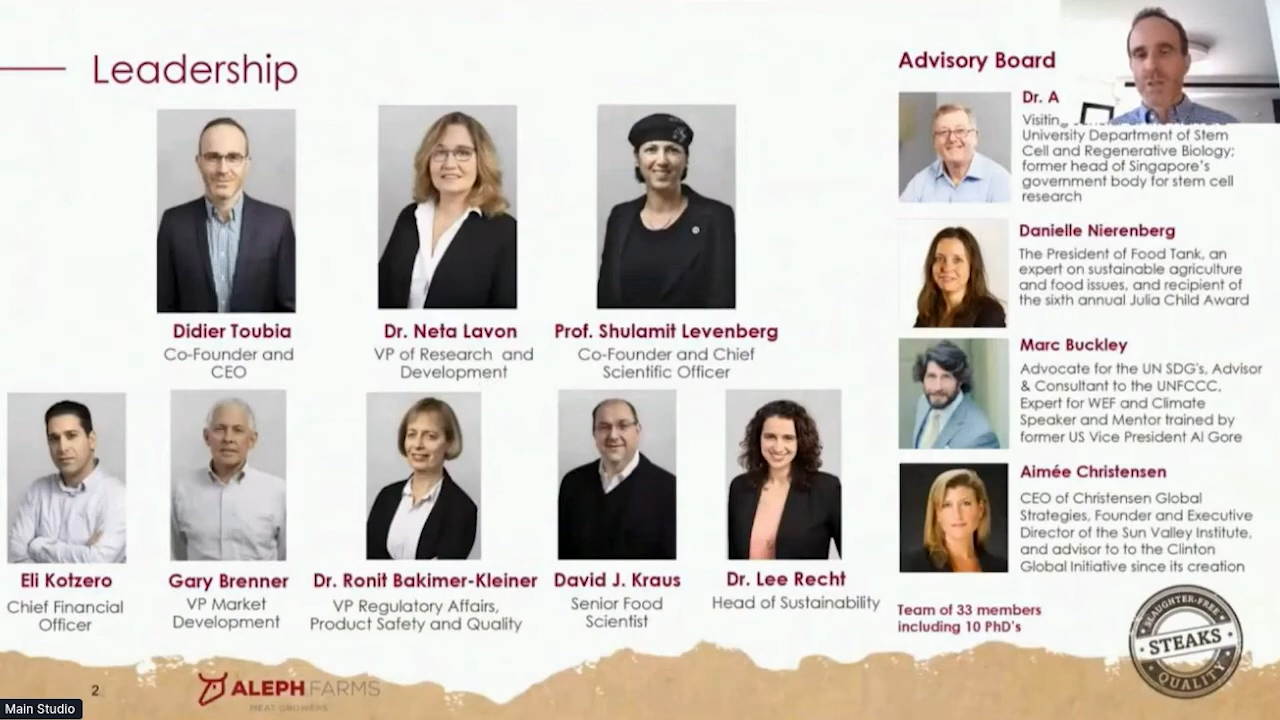 Leadership
Didier Toubia
Co-Founder and
CEO
Dr. Neta Lavon
VP of Research and
Development
Prof. Shulamit Levenberg
Co-Founder and Chief
Scientific Officer
Eli Kotzero
Chief Financial
Officer
Gary Brenner
VP Market
Development
Dr. Ronit Bakimer-Kleiner
VP Regulatory Affairs,
Product Safety and Quality
David J. Kraus
Senior Food
Scientist
Dr. Lee Recht
Head of Sustainability
Advisory Board
Dr. A
Visiting
University Department of Stem
Cell and Regenerative Biology;
former head of Singapore's
government body for stem cell
research
Danielle Nierenberg
The President of Food Tank, an
expert on sustainable agriculture
and food issues, and recipient of
the sixth annual Julia Child Award
Marc Buckley
Advocate for the UN SDG's, Advisor
& Consultant to the UNFCCC,
Expert for WEF and Climate
Speaker and Mentor trained by
former US Vice President Al Gore
Aimée Christensen
CEO of Christensen Global
Strategies, Founder and Executive
Director of the Sun Valley Institute,
and advisor to to the Clinton
Global Initiative since its creation
Team of 33 members
including 10 PhD's
SLAUGHTER-FREE
STEAKS
QUALITY
2
ALEPH FARMS
MEAT GROWERS
Main Studio